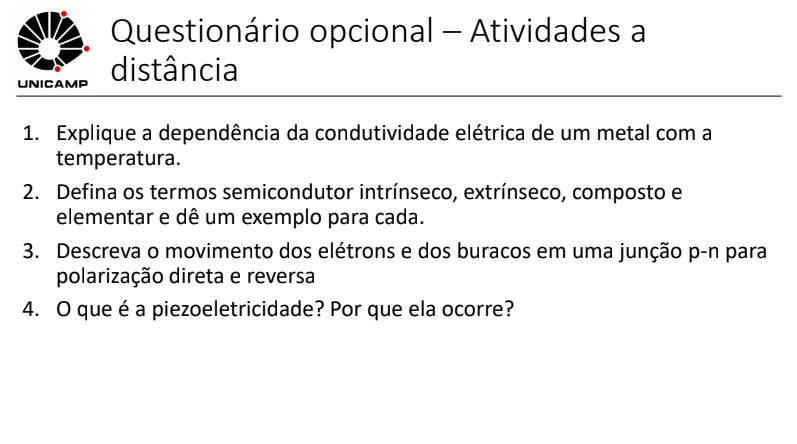 UNICAMP
Questionário opcional – Atividades a
distância
1. Explique a dependência da condutividade elétrica de um metal com a
temperatura.
2. Defina os termos semicondutor intrínseco, extrínseco, composto e
elementar e dê um exemplo para cada.
3. Descreva o movimento dos elétrons e dos buracos em uma junção p-n para
polarização direta e reversa
4. O que é a piezoeletricidade? Por que ela ocorre?